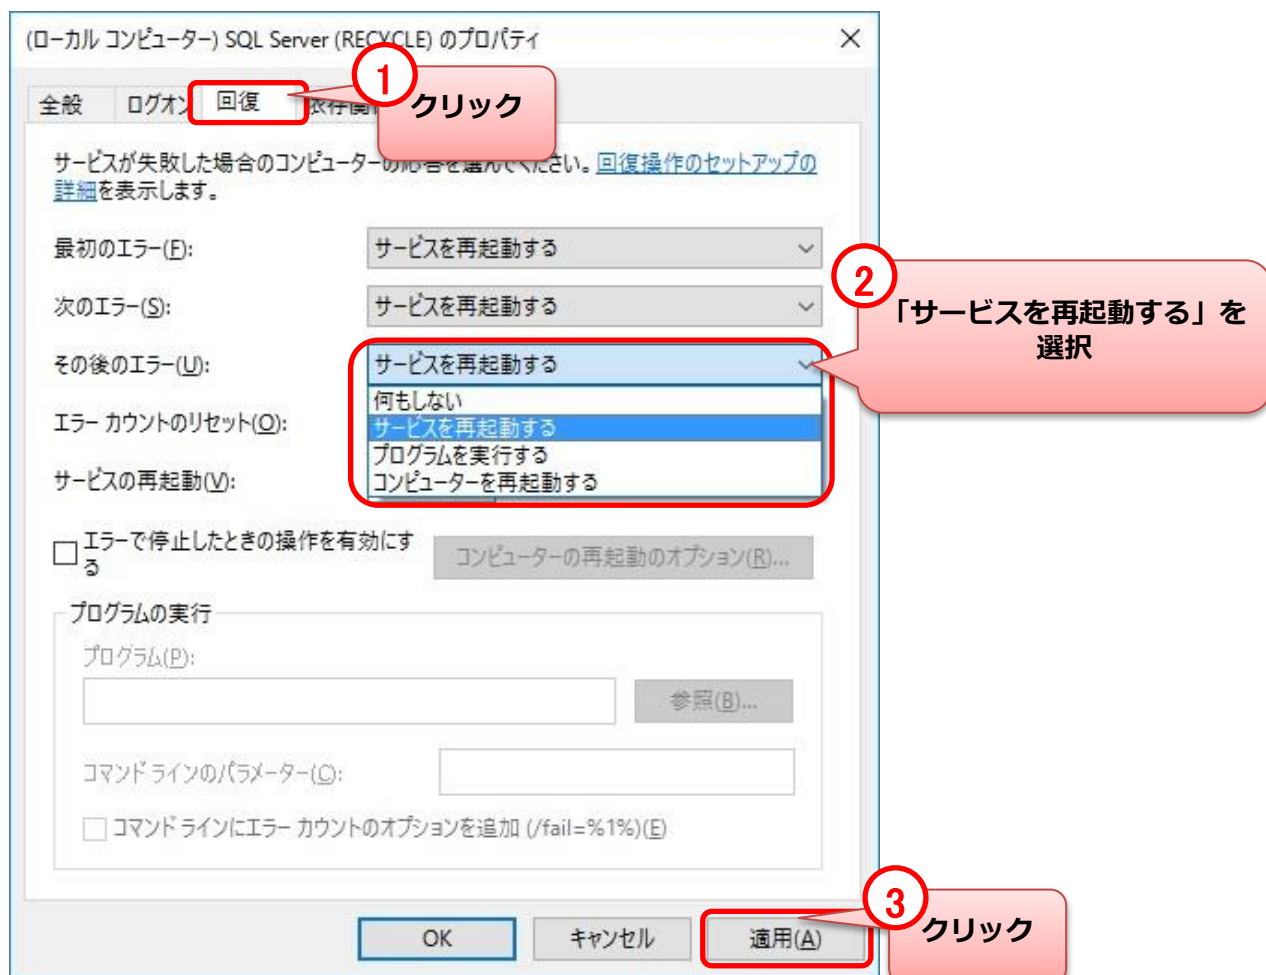 (ローカル コンピューター) SQL Server (RECYCLE) のプロパティ
1
クリック
全般
ログオン
回復
サービスが失敗した場合のコンピューターの応答を選んでください。回復操作のセットアップの
詳細を表示します。
最初のエラー(F):
サービスを再起動する
次のエラー(S):
サービスを再起動する
2
「サービスを再起動する」を
選択
その後のエラー(U):
サービスを再起動する
何もしない
サービスを再起動する
プログラムを実行する
コンピューターを再起動する
エラー カウントのリセット(O):
サービスの再起動(V):
エラーで停止したときの操作を有効にす
る
コンピューターの再起動のオプション(R)...
プログラムの実行
プログラム(P):
参照(B)...
コマンド ラインのパラメーター(C):
コマンド ラインにエラー カウントのオプションを追加 (/fail=%1%)(E)
3
クリック
OK
キャンセル
適用(A)